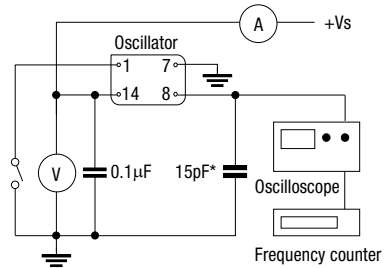 A
+Vs
Oscillator
1
7
14
8
V
0.1μF
15pF*
Oscilloscope
Frequency counter